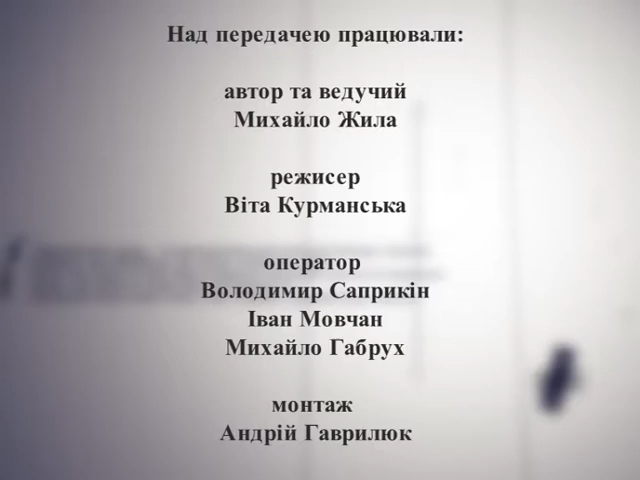 Над передачею працювали:
автор та ведучий
Михайло Жила
режисер
Віта Курманська
оператор
Володимир Саприкін
Іван Мовчан
Михайло Габрух
монтаж
Андрій Гаврилюк